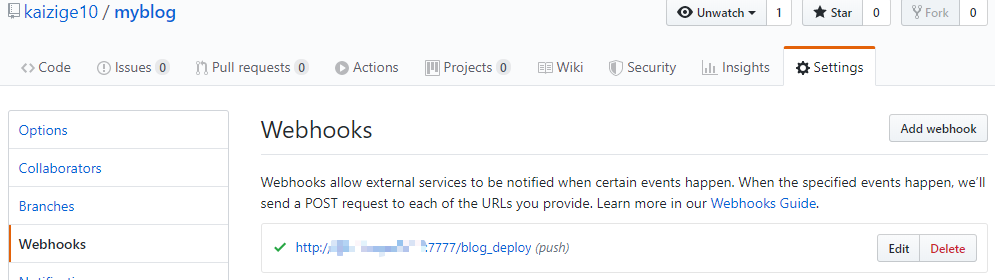 kaizige10 / myblog
Unwatch 1 Star 0 Fork 0
Code Issues 0 Pull requests 0 Actions Projects 0 Wiki Security Insights Settings
Options
Collaborators
Branches
Webhooks
Webhooks
Add webhook
Webhooks allow external services to be notified when certain events happen. When the specified events happen, we'll
send a POST request to each of the URLs you provide. Learn more in our Webhooks Guide.
http:/ :7777/blog_deploy (push)
Edit Delete